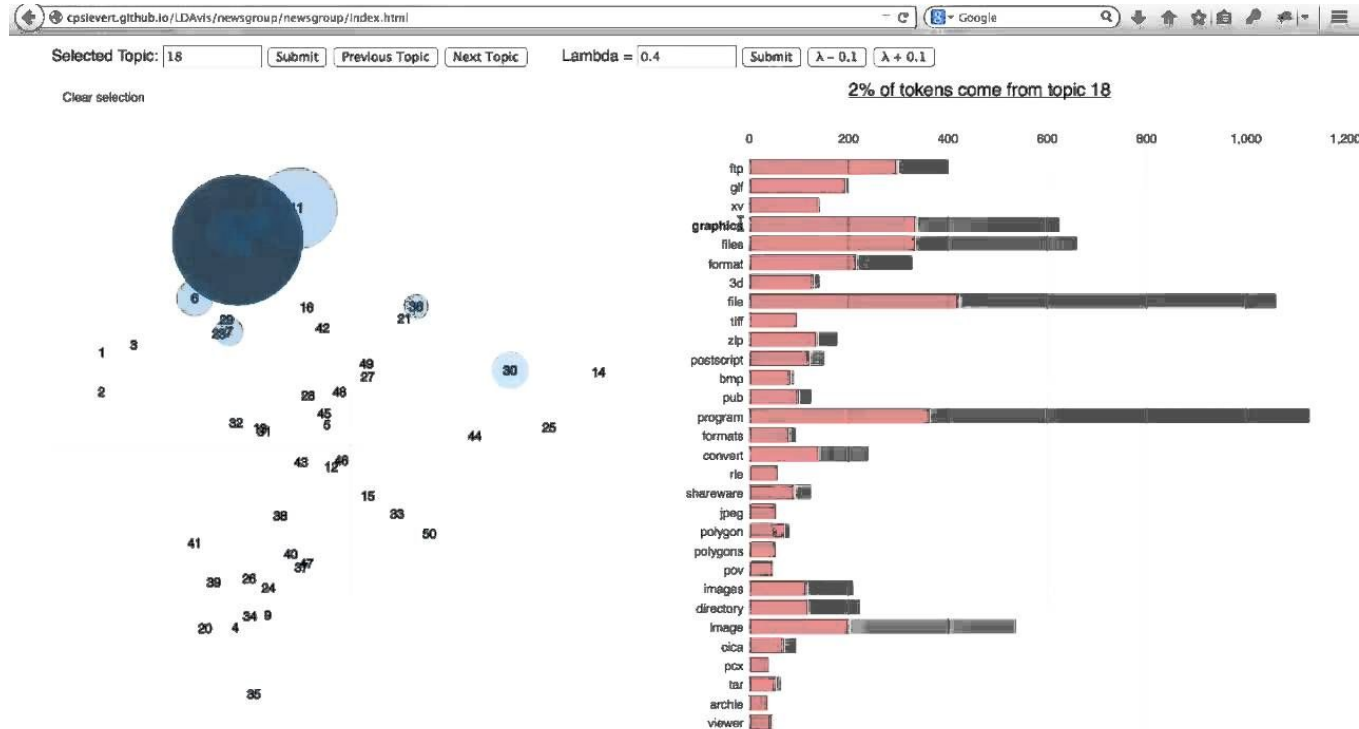 cpsievert.github.io/LDAvis/newsgroup/newsgroup/index.html
Google
Selected Topic: 18 Submit Previous Topic Next Topic Lambda = 0.4 Submit λ – 0.1 λ + 0.1
Clear selection
2% of tokens come from topic 18
0 200 400 600 800 1,000 1,200
ftp
gif
xv
graphics
files
format
3d
file
tiff
zip
postscript
bmp
pub
program
formats
convert
rle
shareware
jpeg
polygon
polygons
pov
images
directory
image
cica
pcx
tar
archie
viewer
6
29
16
42
21
1
3
2
49
27
30
14
28
48
45
5
32
31
44
25
43
12
46
15
33
50
38
41
40
47
37
39
26
24
34
9
20
4
35